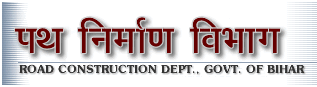 पथ निर्माण विभाग
ROAD CONSTRUCTION DEPT., GOVT. OF BIHAR